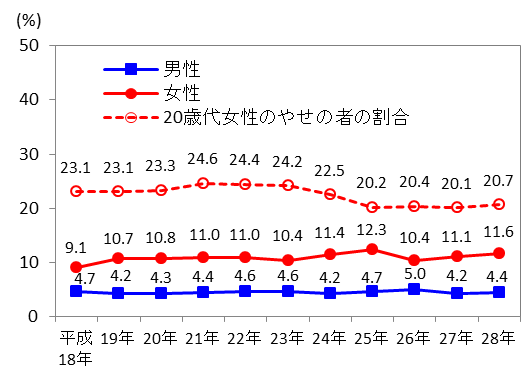 (%)
50
40
30
20
10
0
男性
女性
20歳代女性のやせの者の割合
23.1 23.1 23.3 24.6 24.4 24.2 22.5 20.2 20.4 20.1 20.7
9.1 10.7 10.8 11.0 11.0 10.4 11.4 12.3 10.4 11.1 11.6
4.7 4.2 4.3 4.4 4.6 4.6 4.2 4.7 5.0 4.2 4.4
平成 19年 20年 21年 22年 23年 24年 25年 26年 27年 28年
18年